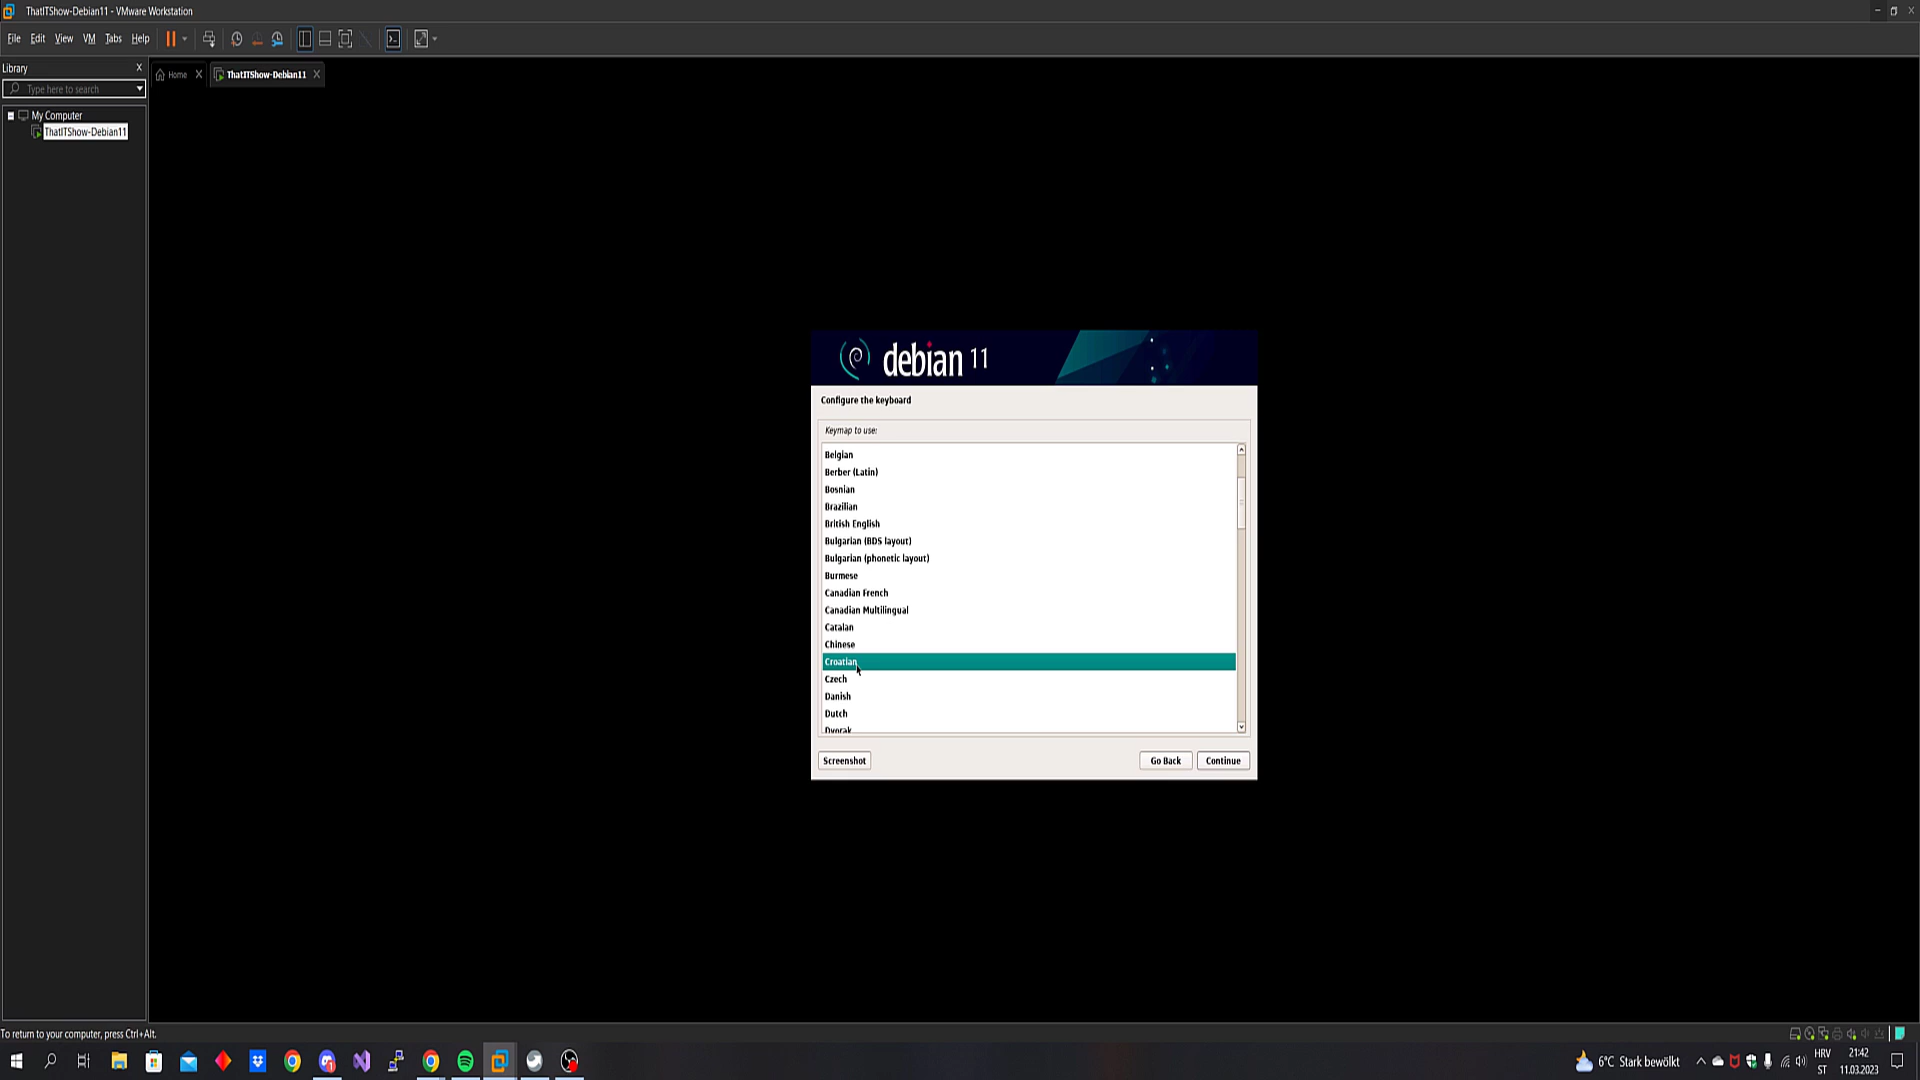 ThatITShow-Debian11 - VMware Workstation
File Edit View VM Tabs Help
Library
Type here to search
My Computer
ThatITShow-Debian11
Home
ThatITShow-Debian11
debian 11
Configure the keyboard
Keymap to use:
Belgian
Berber (Latin)
Bosnian
Brazilian
British English
Bulgarian (BDS layout)
Bulgarian (phonetic layout)
Burmese
Canadian French
Canadian Multilingual
Catalan
Chinese
Croatian
Czech
Danish
Dutch
Dvorak
Screenshot
Go Back
Continue
To return to your computer, press Ctrl+Alt.
6°C Stark bewölkt
HRV
ST
21:42
11.03.2023